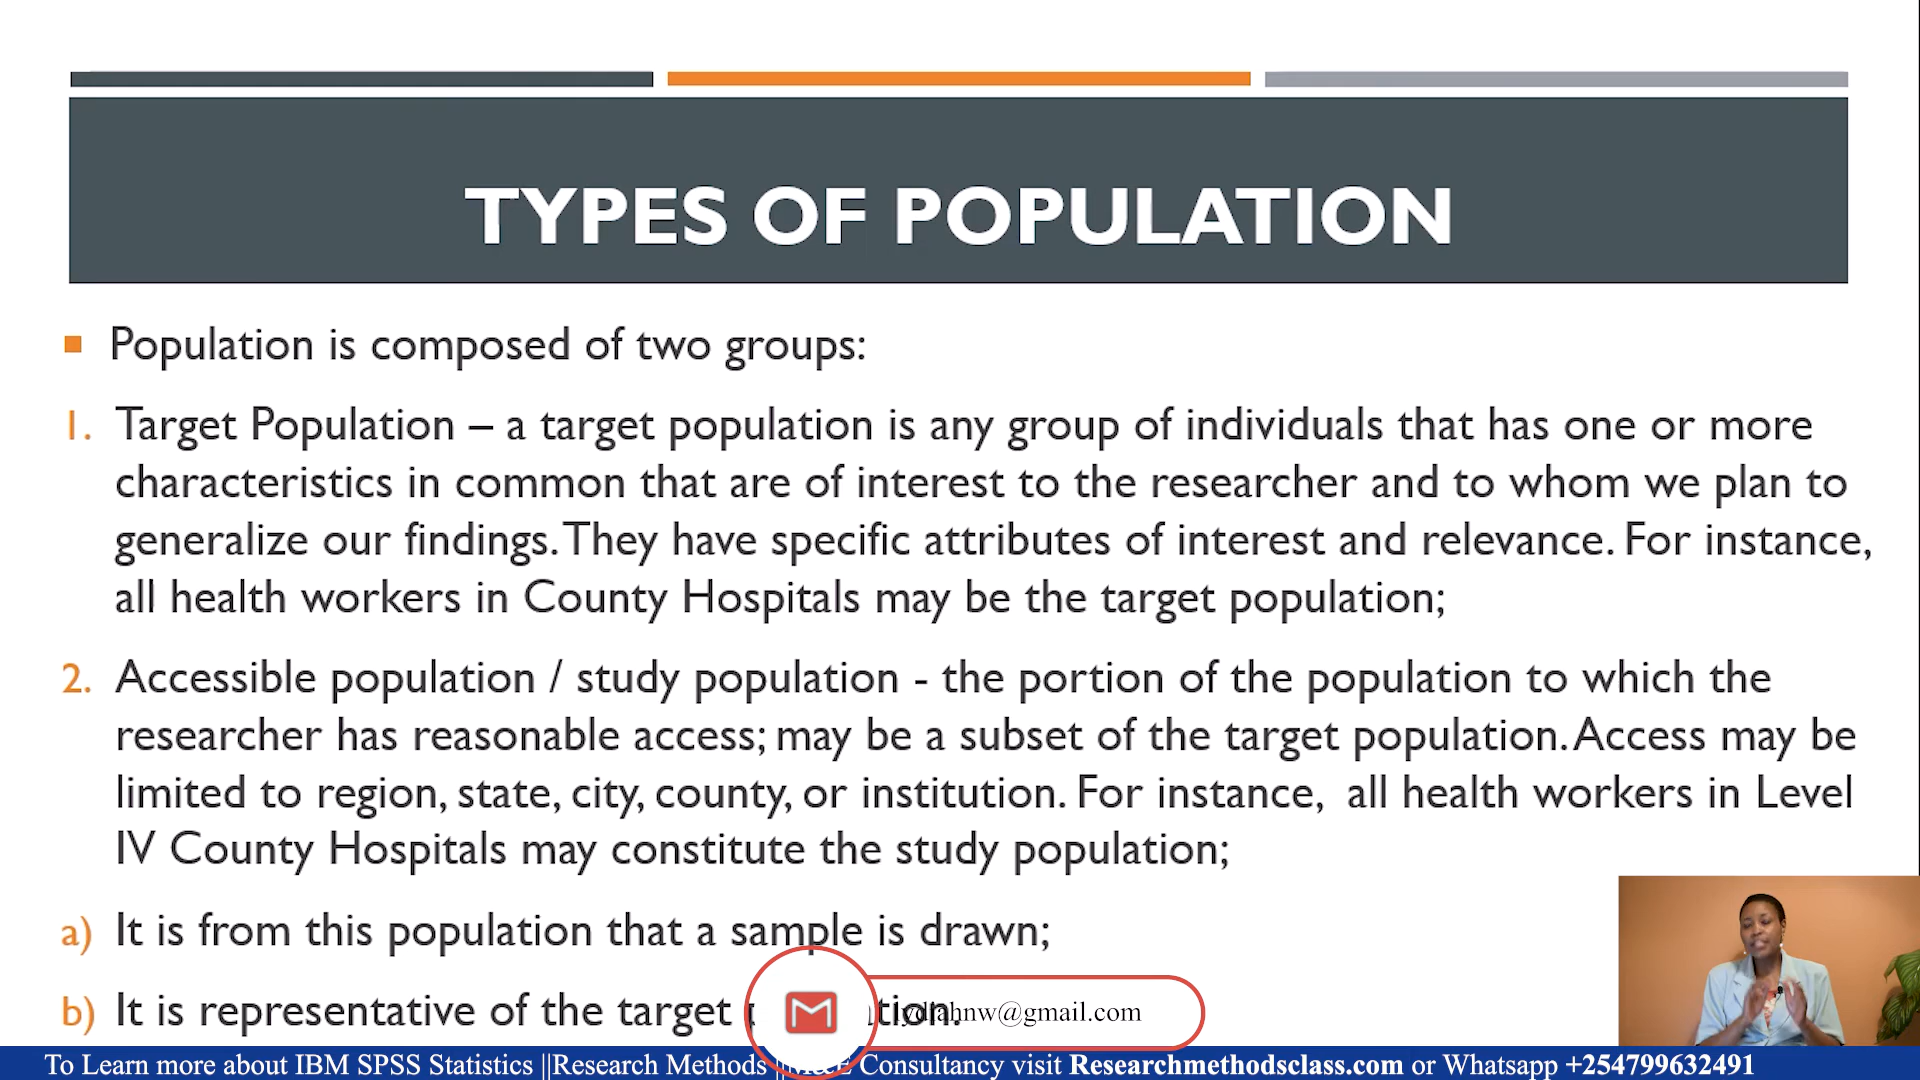 TYPES OF POPULATION
Population is composed of two groups:
1. Target Population – a target population is any group of individuals that has one or more
characteristics in common that are of interest to the researcher and to whom we plan to
generalize our findings. They have specific attributes of interest and relevance. For instance,
all health workers in County Hospitals may be the target population;
2. Accessible population / study population - the portion of the population to which the
researcher has reasonable access; may be a subset of the target population. Access may be
limited to region, state, city, county, or institution. For instance, all health workers in Level
IV County Hospitals may constitute the study population;
a) It is from this population that a sample is drawn;
b) It is representative of the target
lydiahnw@gmail.com
To Learn more about IBM SPSS Statistics ||Research Methods || Consultancy visit Researchmethodsclass.com or Whatsapp +254799632491